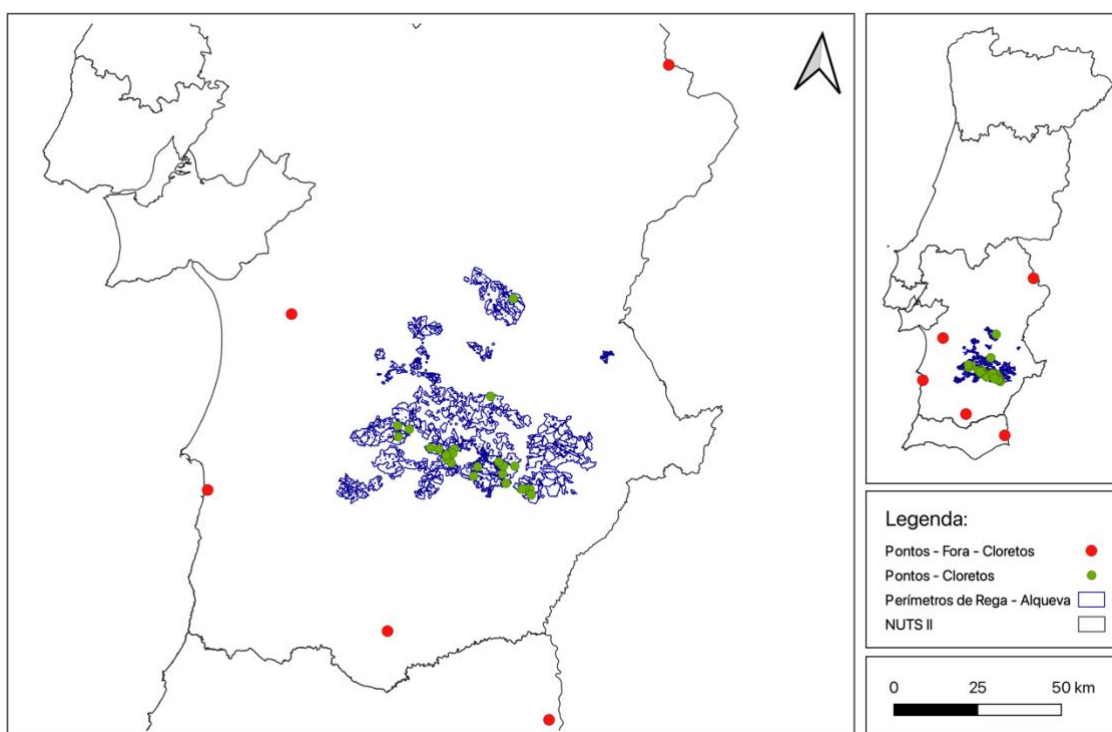 Legenda:
Pontos - Fora - Cloretos
Pontos - Cloretos
Perímetros de Rega - Alqueva
NUTS II
0 25 50 km